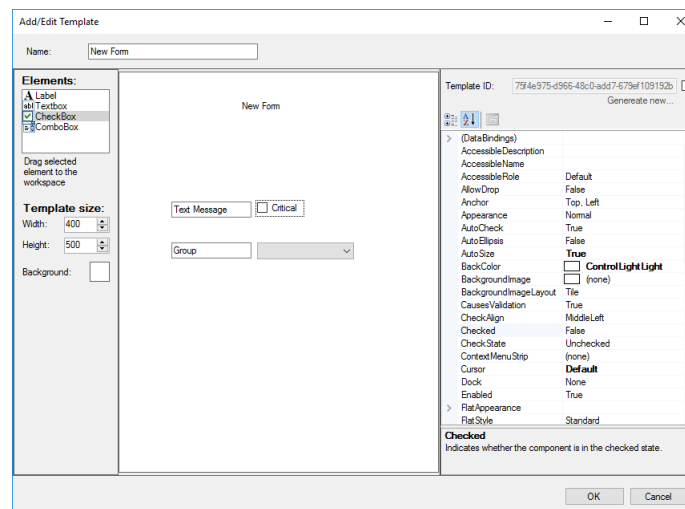 Add/Edit Template
Name: New Form
Elements:
A Label
abl Textbox
CheckBox
ComboBox
Drag selected
element to the
workspace
Template size:
Width: 400
Height: 500
Background:
New Form
Text Message Critical
Group
Template ID: 75f4e975-d966-48c0-add7-679ef109192b
Genereate new...
(DataBindings)
AccessibleDescription
AccessibleName
AccessibleRole Default
AllowDrop False
Anchor Top, Left
Appearance Normal
AutoCheck True
AutoEllipsis False
AutoSize True
BackColor ControlLightLight
BackgroundImage (none)
BackgroundImageLayout Tile
CausesValidation True
CheckAlign MiddleLeft
Checked False
CheckState Unchecked
ContextMenuStrip (none)
Cursor Default
Dock None
Enabled True
FlatAppearance
FlatStyle Standard
Checked
Indicates whether the component is in the checked state.
OK Cancel